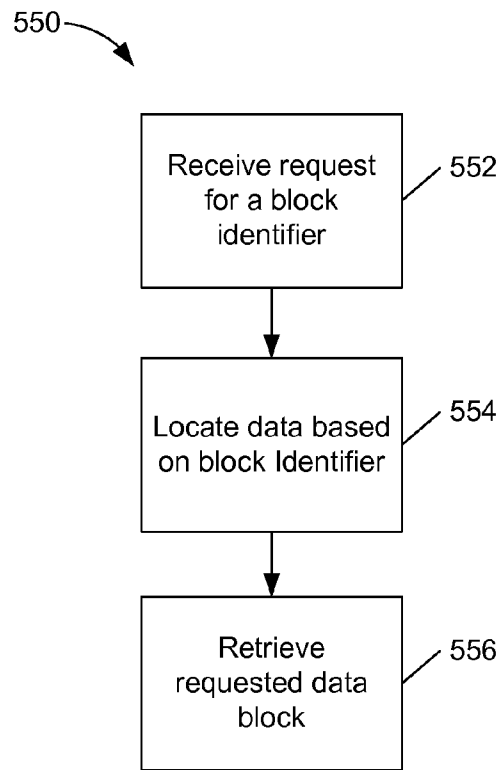 550
Receive request
for a block
identifier
552
Locate data based
on block Identifier
554
Retrieve
requested data
block
556